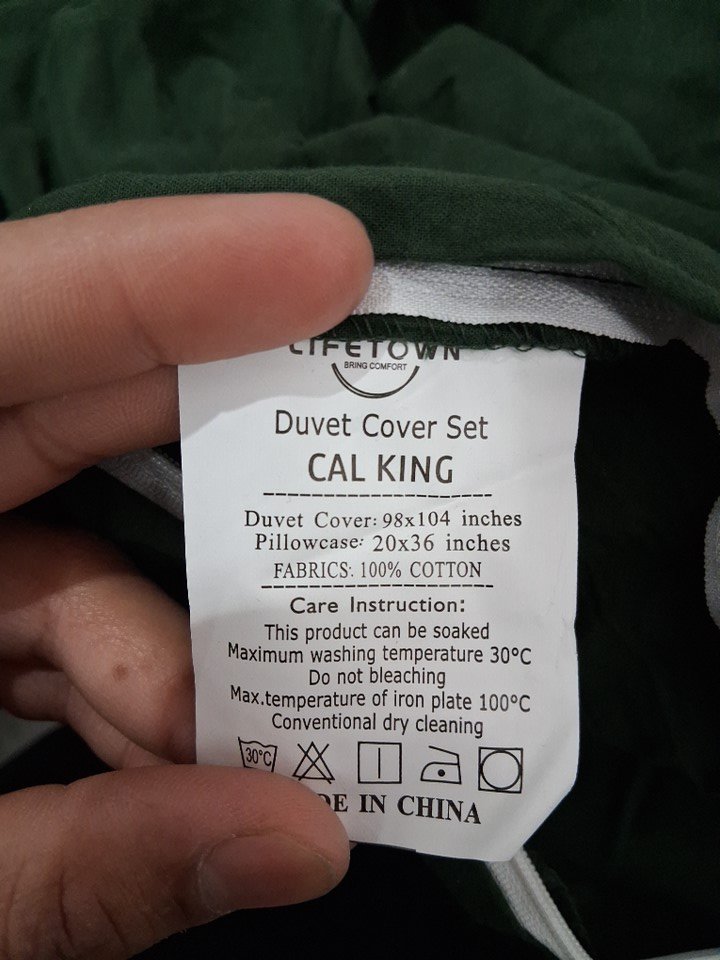 LIFETOWN
BRING COMFORT
Duvet Cover Set
CAL KING
Duvet Cover: 98x104 inches
Pillowcase: 20x36 inches
FABRICS: 100% COTTON
Care Instruction:
This product can be soaked
Maximum washing temperature 30°C
Do not bleaching
Max.temperature of iron plate 100°C
Conventional dry cleaning
30°C
DE IN CHINA